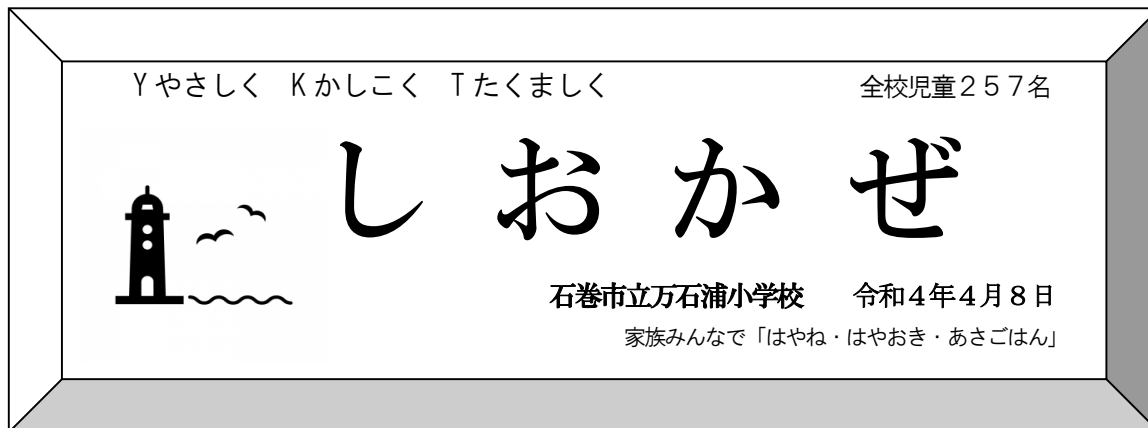 Yやさしく Kかしこく Tたくましく 全校児童２５７名
しおかぜ
石巻市立万石浦小学校 令和４年４月８日
家族みんなで「はやね・はやおき・あさごはん」